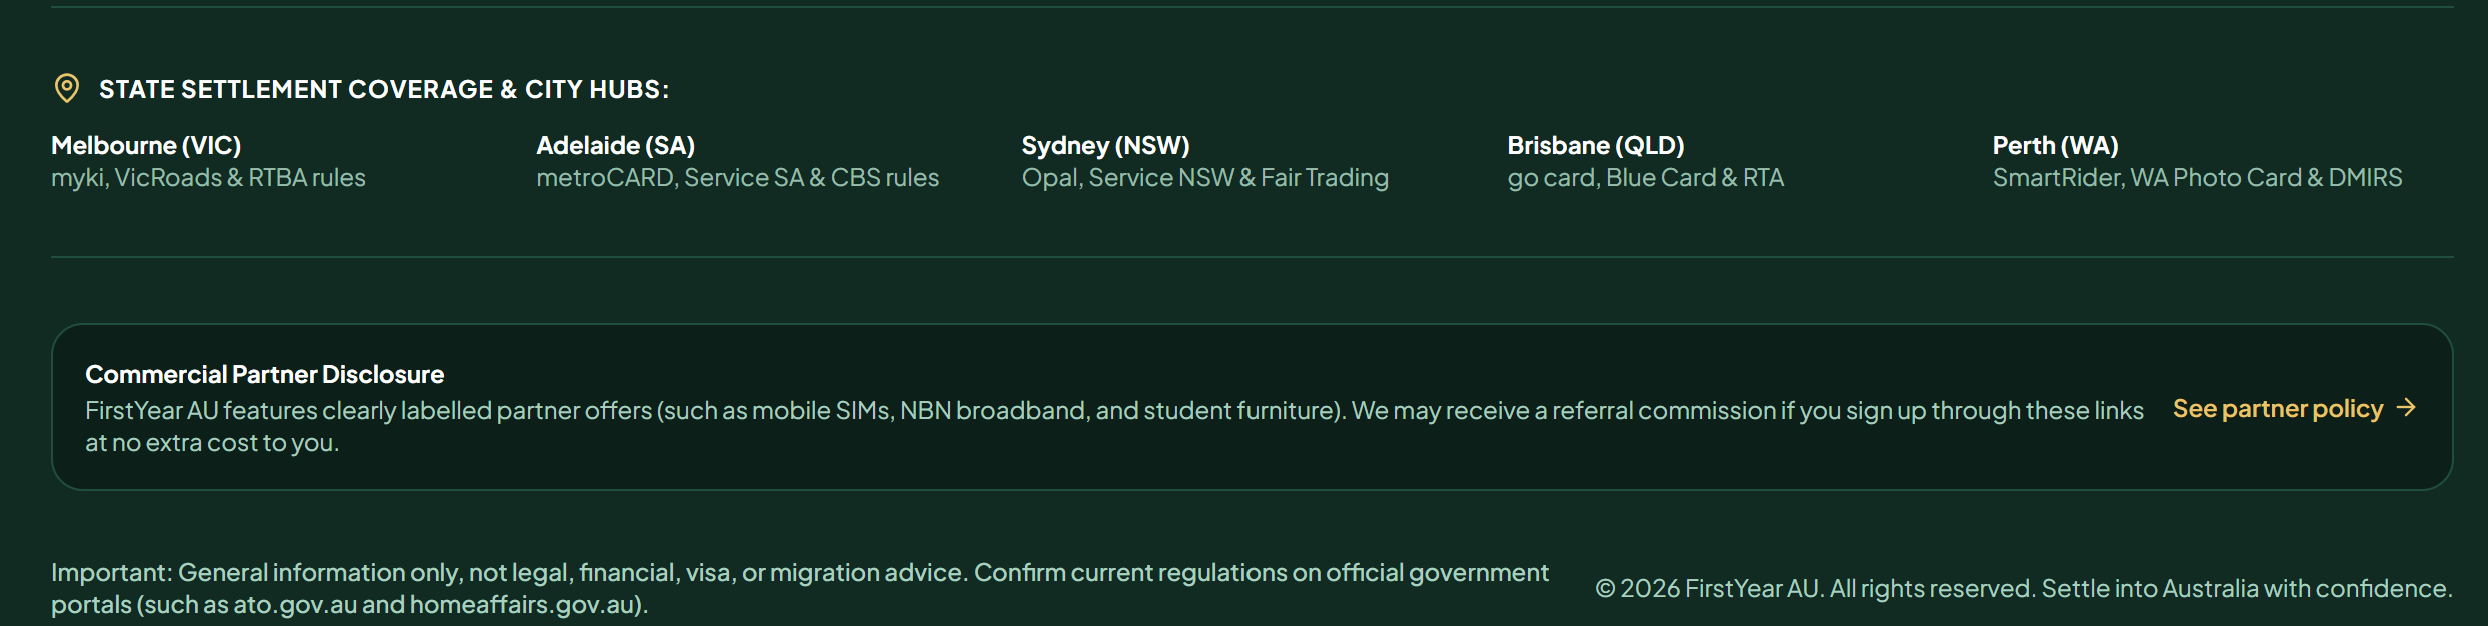 STATE SETTLEMENT COVERAGE & CITY HUBS:
Melbourne (VIC)
myki, VicRoads & RTBA rules
Adelaide (SA)
metroCARD, Service SA & CBS rules
Sydney (NSW)
Opal, Service NSW & Fair Trading
Brisbane (QLD)
go card, Blue Card & RTA
Perth (WA)
SmartRider, WA Photo Card & DMIRS
Commercial Partner Disclosure
FirstYear AU features clearly labelled partner offers (such as mobile SIMs, NBN broadband, and student furniture). We may receive a referral commission if you sign up through these links
at no extra cost to you.
See partner policy →
Important: General information only, not legal, financial, visa, or migration advice. Confirm current regulations on official government
portals (such as ato.gov.au and homeaffairs.gov.au).
© 2026 FirstYear AU. All rights reserved. Settle into Australia with confidence.